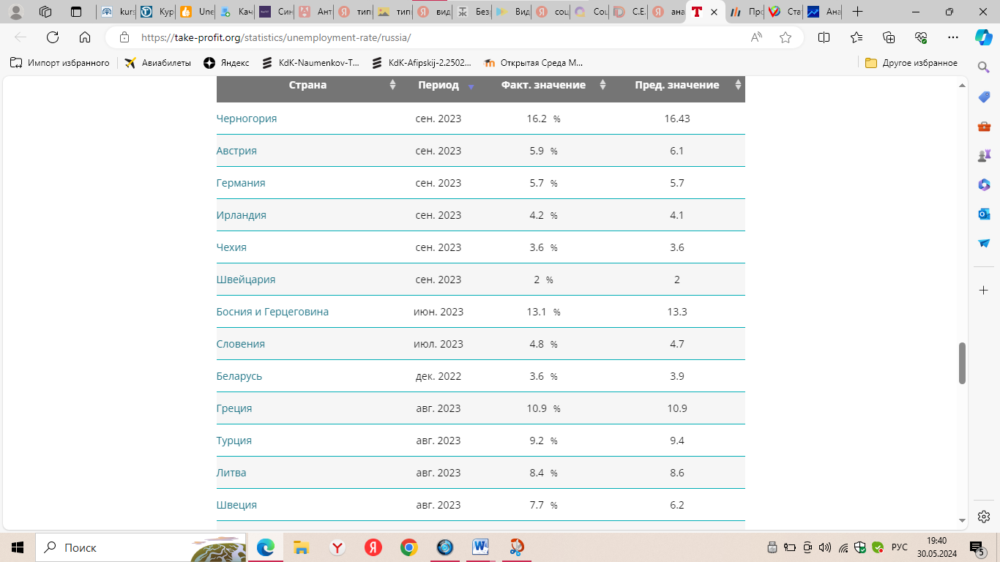 kurs
Кур
Une
Кач
Син
Ант
тип
тип
вид
Без
Вид
соц
Соц
С.Е.
ана
Про
Ста
Ана
https://take-profit.org/statistics/unemployment-rate/russia/
Импорт избранного Авиабилеты Яндекс KdK-Naumenkov-T... KdK-Afipskij-2.2502... Открытая Среда М... Другое избранное
Страна Период Факт. значение Пред. значение
Черногория сен. 2023 16.2 % 16.43
Австрия сен. 2023 5.9 % 6.1
Германия сен. 2023 5.7 % 5.7
Ирландия сен. 2023 4.2 % 4.1
Чехия сен. 2023 3.6 % 3.6
Швейцария сен. 2023 2 % 2
Босния и Герцеговина июн. 2023 13.1 % 13.3
Словения июл. 2023 4.8 % 4.7
Беларусь дек. 2022 3.6 % 3.9
Греция авг. 2023 10.9 % 10.9
Турция авг. 2023 9.2 % 9.4
Литва авг. 2023 8.4 % 8.6
Швеция авг. 2023 7.7 % 6.2
Поиск
РУС
19:40
30.05.2024
5